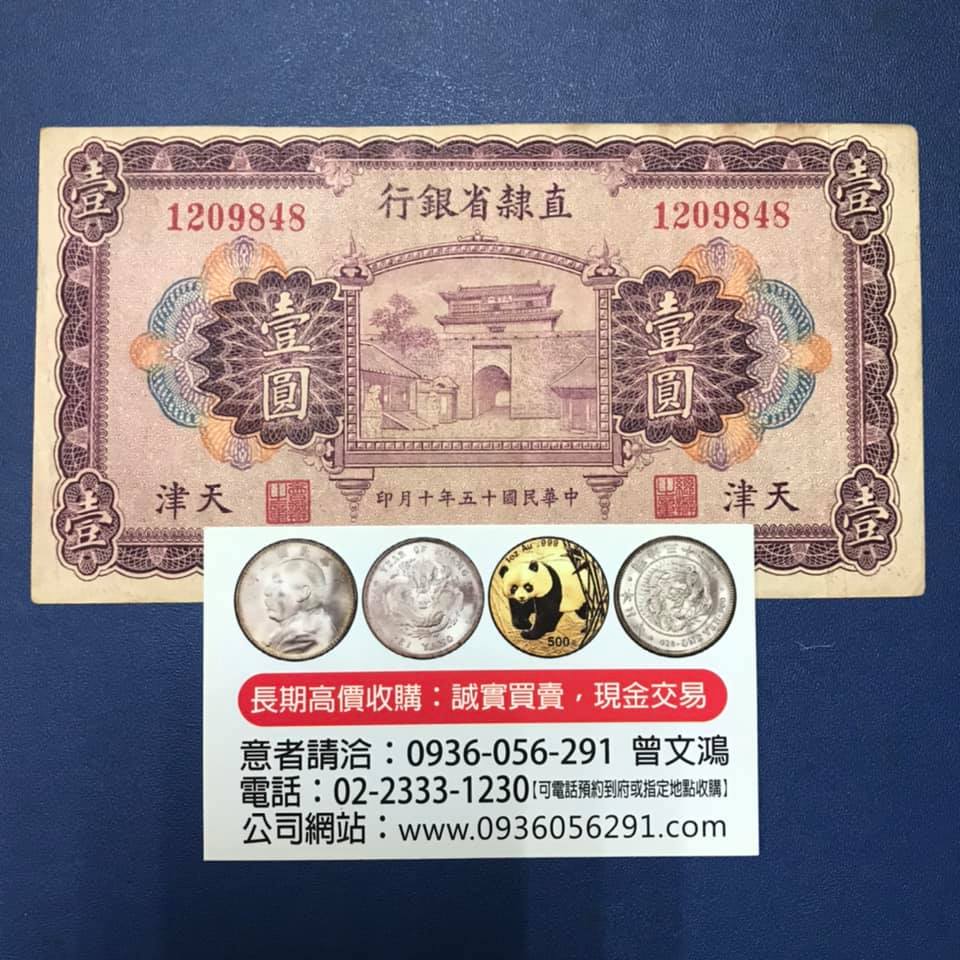 行銀省隸直
1209848
1209848
壹
壹
壹圓
壹圓
壹
壹
津天
印月十年五十國民華中
津天
1oz Au .999
500
長期高價收購：誠實買賣，現金交易
意者請洽：0936-056-291 曾文鴻
電話：02-2333-1230【可電話預約到府或指定地點收購】
公司網站：www.0936056291.com